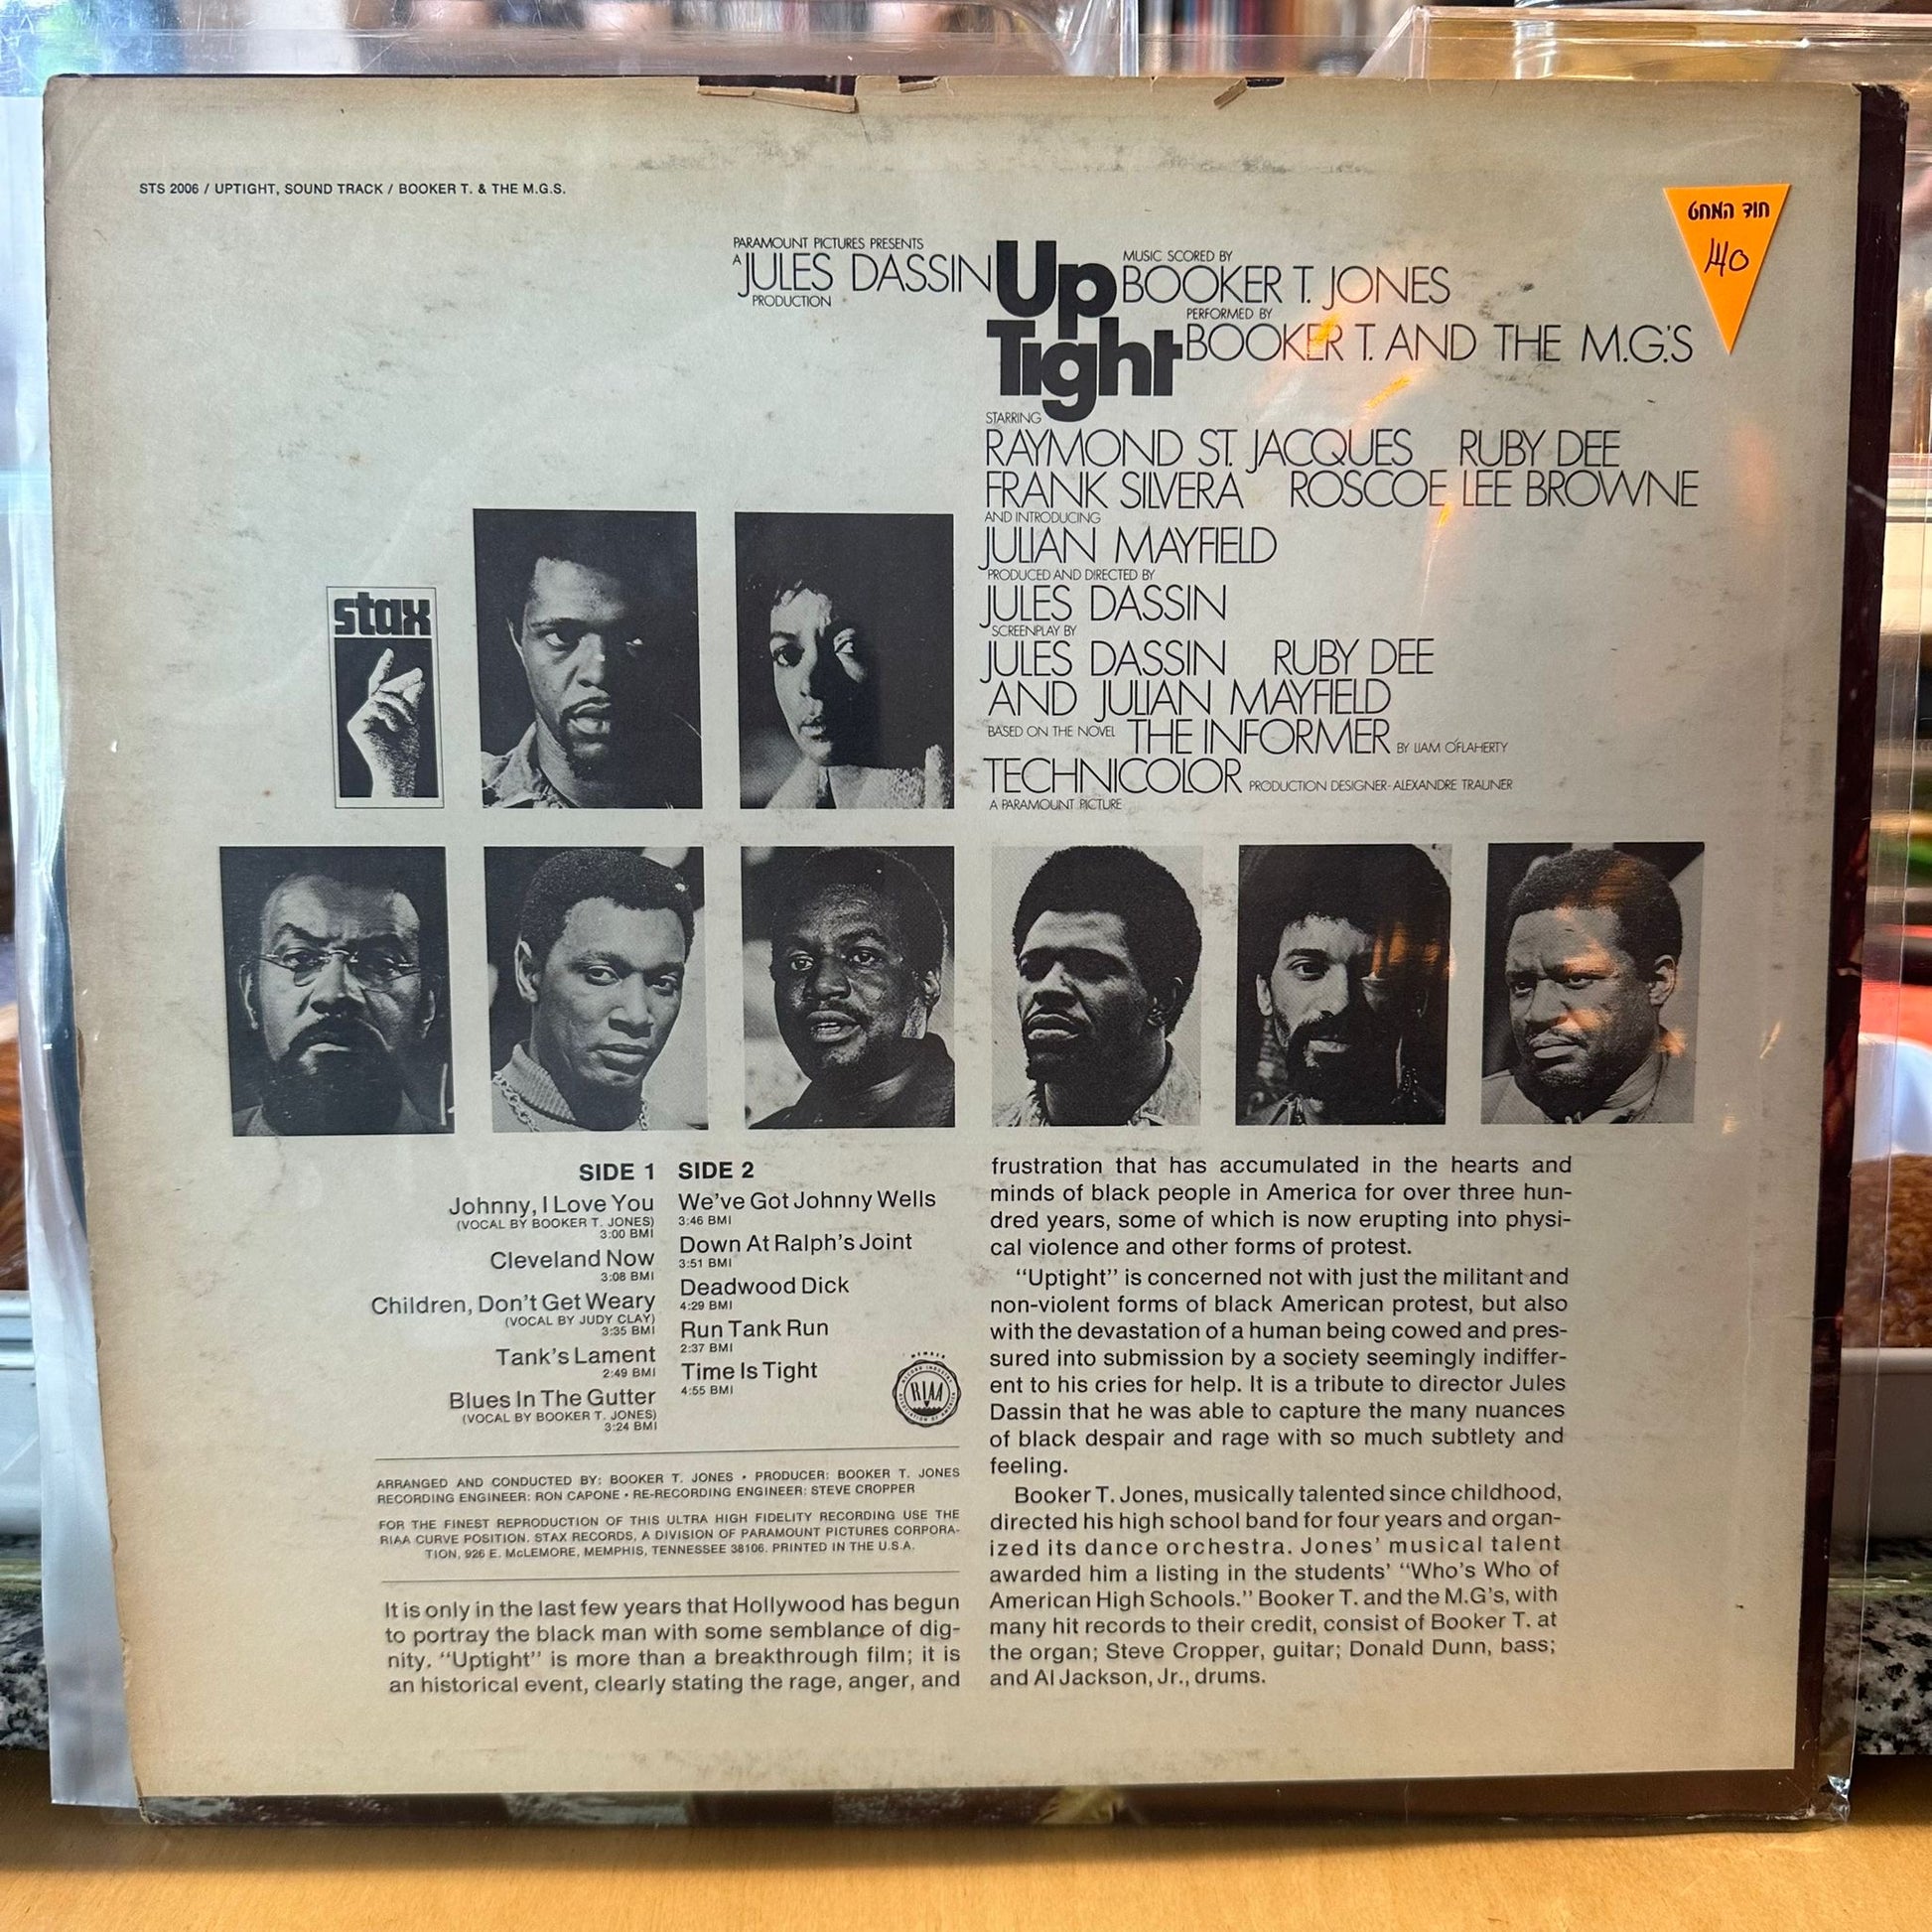 STS 2006 / UPTIGHT, SOUND TRACK / BOOKER T. & THE M.G.S.
חוד המחט
140
PARAMOUNT PICTURES PRESENTS
A JULES DASSIN
PRODUCTION
Up
Tight
MUSIC SCORED BY
BOOKER T. JONES
PERFORMED BY
BOOKER T. AND THE M.G.'S
STARRING
RAYMOND ST. JACQUES RUBY DEE
FRANK SILVERA ROSCOE LEE BROWNE
AND INTRODUCING
JULIAN MAYFIELD
PRODUCED AND DIRECTED BY
JULES DASSIN
SCREENPLAY BY
JULES DASSIN RUBY DEE
AND JULIAN MAYFIELD
BASED ON THE NOVEL THE INFORMER BY LIAM O'FLAHERTY
TECHNICOLOR PRODUCTION DESIGNER-ALEXANDRE TRAUNER
A PARAMOUNT PICTURE
stax
SIDE 1
Johnny, I Love You
(VOCAL BY BOOKER T. JONES)
3:00 BMI
Cleveland Now
3:08 BMI
Children, Don't Get Weary
(VOCAL BY JUDY CLAY)
3:35 BMI
Tank's Lament
2:49 BMI
Blues In The Gutter
(VOCAL BY BOOKER T. JONES)
3:24 BMI
SIDE 2
We've Got Johnny Wells
3:46 BMI
Down At Ralph's Joint
3:51 BMI
Deadwood Dick
4:29 BMI
Run Tank Run
2:37 BMI
Time Is Tight
4:55 BMI
MEMBER
RECORD INDUSTRY ASSOCIATION OF AMERICA
RIAA
ARRANGED AND CONDUCTED BY: BOOKER T. JONES • PRODUCER: BOOKER T. JONES
RECORDING ENGINEER: RON CAPONE • RE-RECORDING ENGINEER: STEVE CROPPER
FOR THE FINEST REPRODUCTION OF THIS ULTRA HIGH FIDELITY RECORDING USE THE
RIAA CURVE POSITION. STAX RECORDS, A DIVISION OF PARAMOUNT PICTURES CORPORA-
TION, 926 E. McLEMORE, MEMPHIS, TENNESSEE 38106. PRINTED IN THE U.S.A.
It is only in the last few years that Hollywood has begun
to portray the black man with some semblance of dig-
nity. "Uptight" is more than a breakthrough film; it is
an historical event, clearly stating the rage, anger, and
frustration that has accumulated in the hearts and
minds of black people in America for over three hun-
dred years, some of which is now erupting into physi-
cal violence and other forms of protest.
"Uptight" is concerned not with just the militant and
non-violent forms of black American protest, but also
with the devastation of a human being cowed and pres-
sured into submission by a society seemingly indiffer-
ent to his cries for help. It is a tribute to director Jules
Dassin that he was able to capture the many nuances
of black despair and rage with so much subtlety and
feeling.
Booker T. Jones, musically talented since childhood,
directed his high school band for four years and organ-
ized its dance orchestra. Jones' musical talent
awarded him a listing in the students' "Who's Who of
American High Schools." Booker T. and the M.G's, with
many hit records to their credit, consist of Booker T. at
the organ; Steve Cropper, guitar; Donald Dunn, bass;
and Al Jackson, Jr., drums.